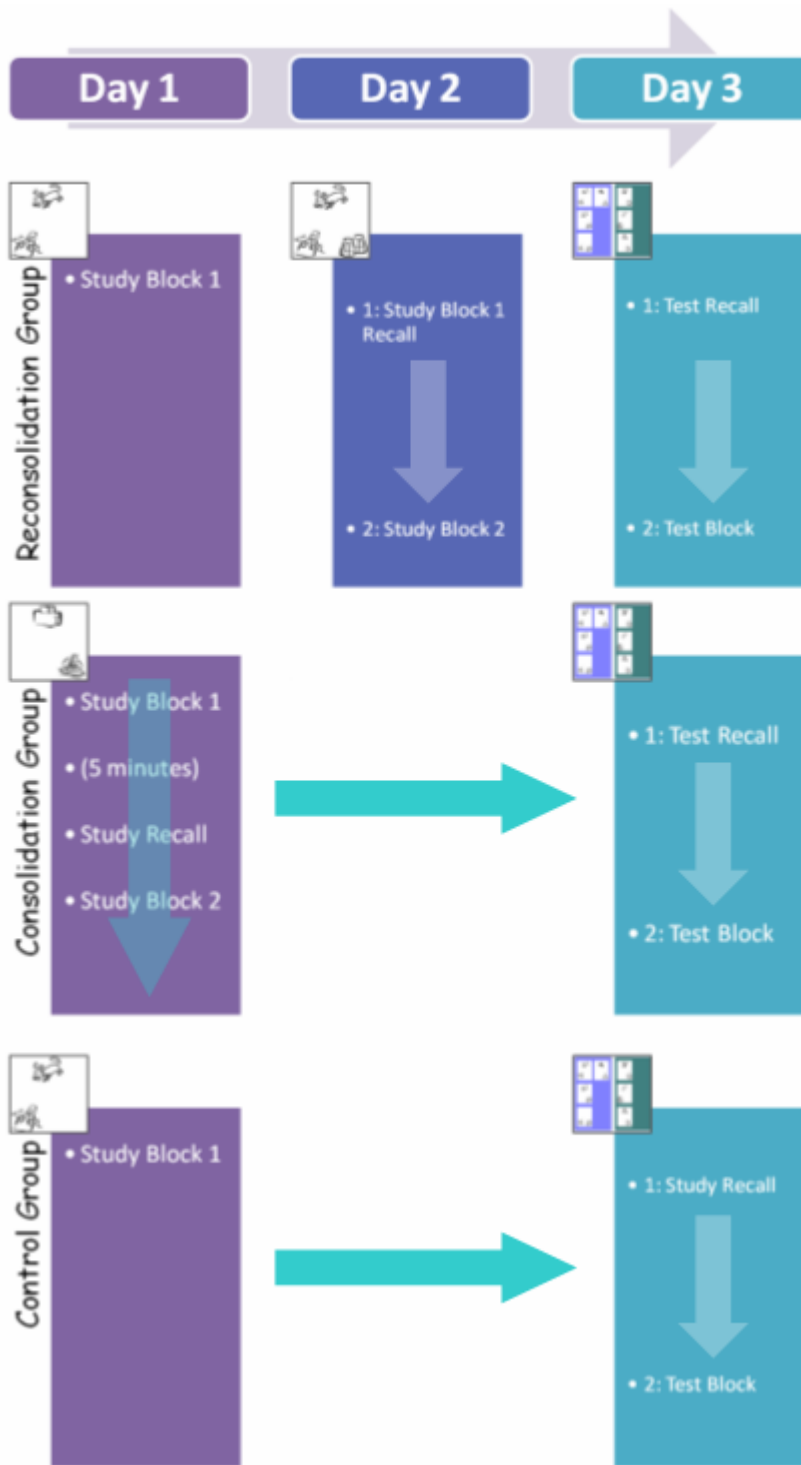 Day 1
Day 2
Day 3
Reconsolidation Group
• Study Block 1
• 1: Study Block 1
Recall
• 2: Study Block 2
• 1: Test Recall
• 2: Test Block
Consolidation Group
• Study Block 1
• (5 minutes)
• Study Recall
• Study Block 2
• 1: Test Recall
• 2: Test Block
Control Group
• Study Block 1
• 1: Study Recall
• 2: Test Block